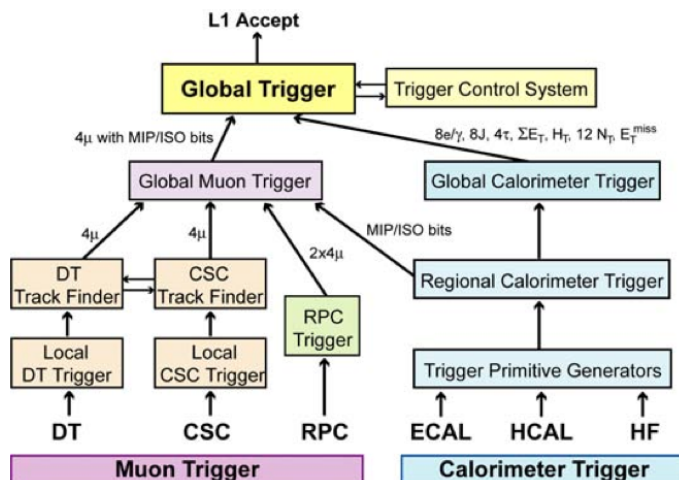 L1 Accept
Global Trigger
Trigger Control System
4μ with MIP/ISO bits
8e/γ, 8J, 4τ, ΣE_T, H_T, 12 N_T, E_T^miss
Global Muon Trigger
Global Calorimeter Trigger
4μ
4μ
2x4μ
MIP/ISO bits
DT
Track Finder
CSC
Track Finder
Regional Calorimeter Trigger
RPC
Trigger
Local
DT Trigger
Local
CSC Trigger
Trigger Primitive Generators
DT
CSC
RPC
ECAL
HCAL
HF
Muon Trigger
Calorimeter Trigger